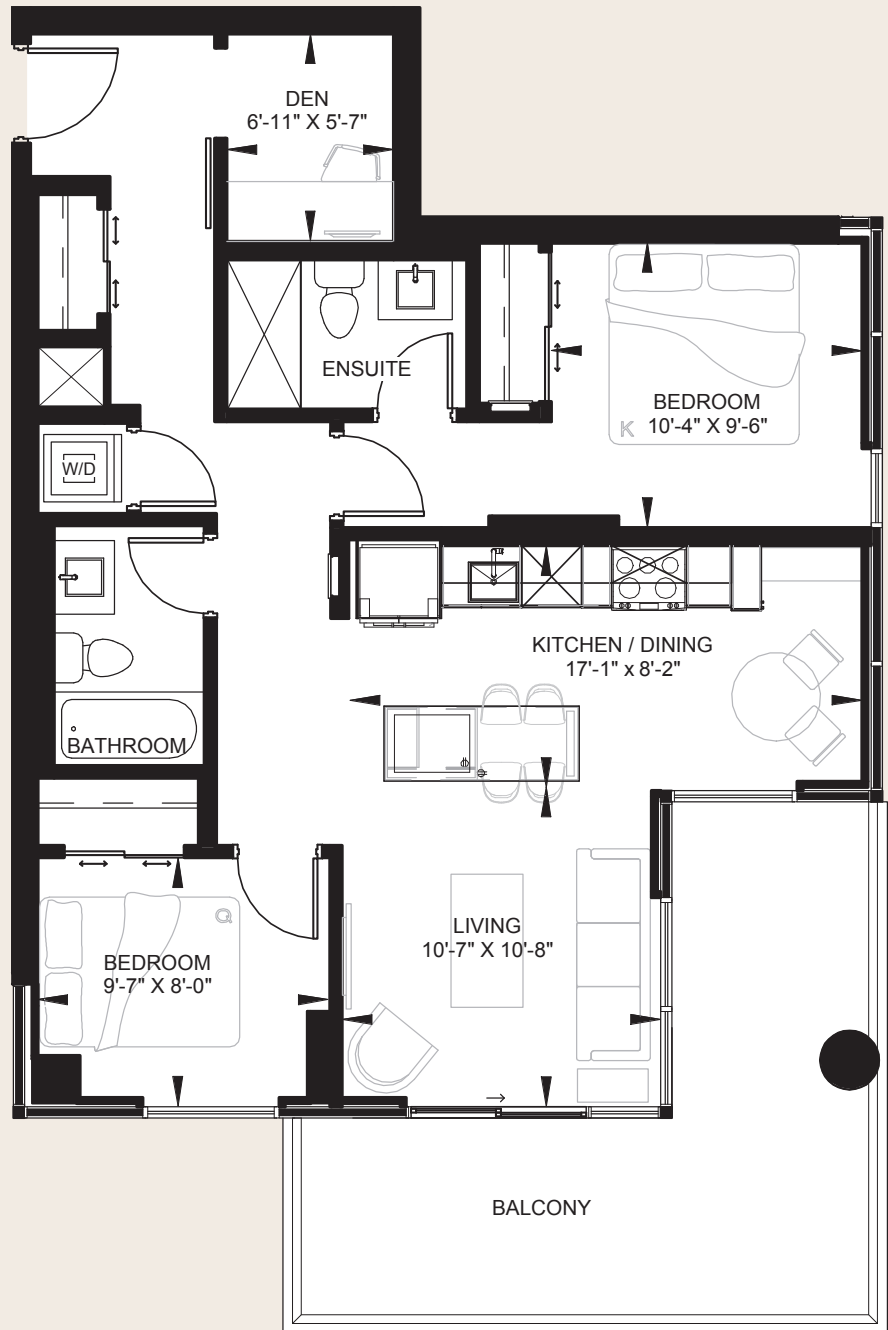 DEN
6'-11" X 5'-7"
ENSUITE
BEDROOM
10'-4" X 9'-6"
K
W/D
KITCHEN / DINING
17'-1" x 8'-2"
BATHROOM
Q
LIVING
10'-7" X 10'-8"
BEDROOM
9'-7" X 8'-0"
BALCONY